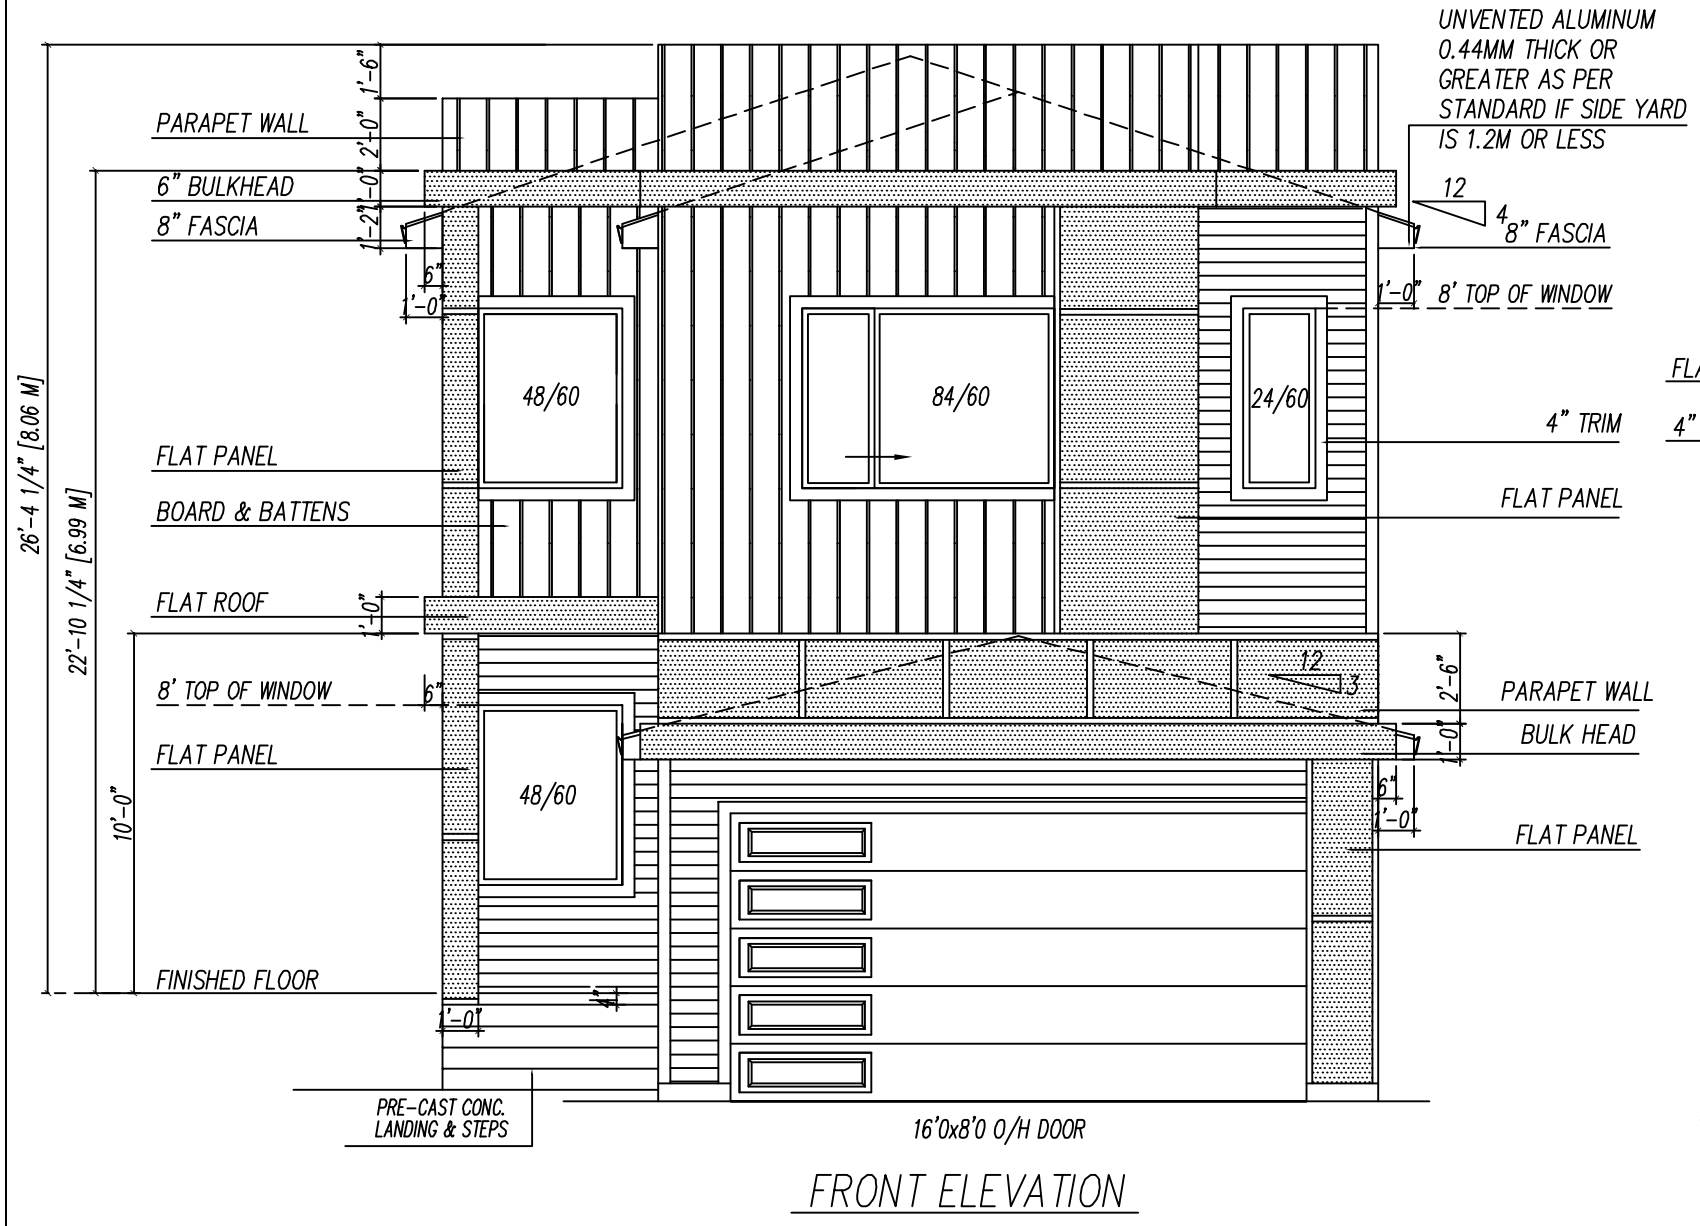 UNVENTED ALUMINUM
0.44MM THICK OR
GREATER AS PER
STANDARD IF SIDE YARD
IS 1.2M OR LESS
1'-6"
PARAPET WALL
2'-0"
6" BULKHEAD
1'-0"
12
4
8" FASCIA
1'-2"
8" FASCIA
6"
1'-0"
1'-0"
8' TOP OF WINDOW
26'-4 1/4" [8.06 M]
22'-10 1/4" [6.99 M]
48/60
84/60
24/60
4" TRIM
4"
FLAT PANEL
FLAT PANEL
BOARD & BATTENS
FLAT ROOF
1'-0"
12
3
2'-6"
8' TOP OF WINDOW
6"
PARAPET WALL
1'-0"
BULK HEAD
FLAT PANEL
10'-0"
48/60
6"
1'-0"
FLAT PANEL
FINISHED FLOOR
4"
1'-0"
PRE-CAST CONC.
LANDING & STEPS
16'0x8'0 O/H DOOR
FRONT ELEVATION